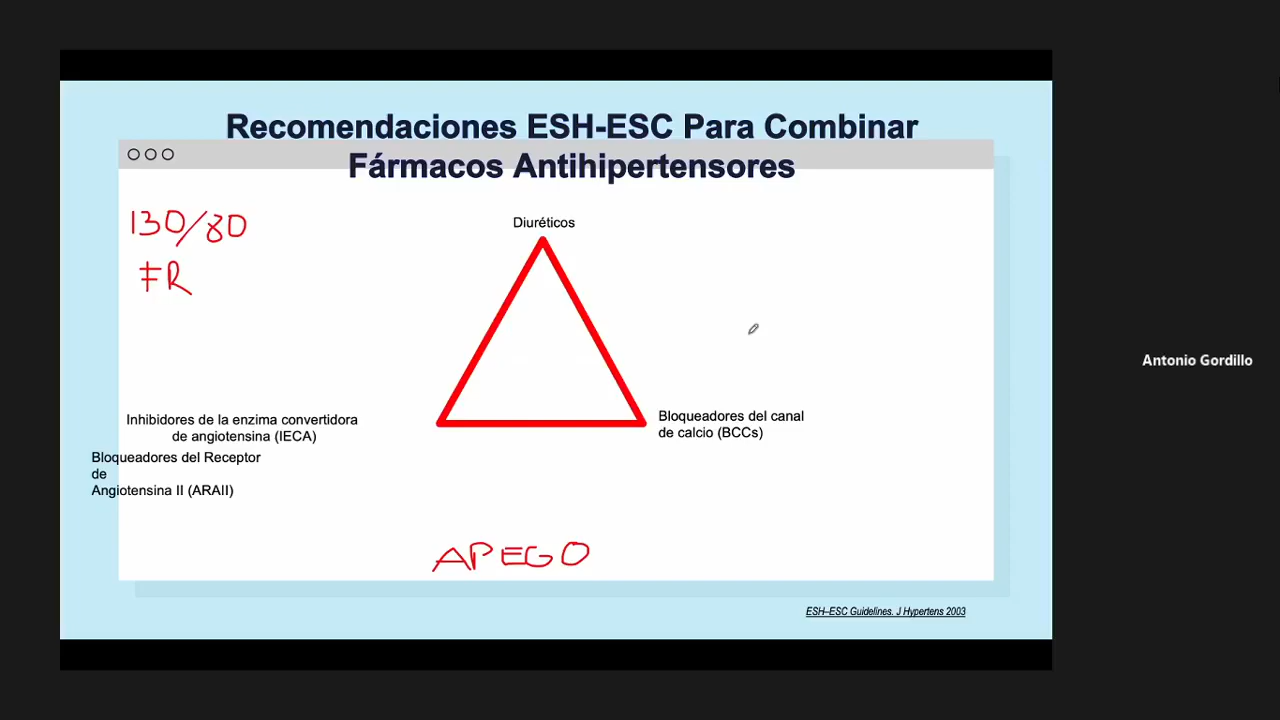 Recomendaciones ESH-ESC Para Combinar
Fármacos Antihipertensores
130/80
FR
Diuréticos
Inhibidores de la enzima convertidora
de angiotensina (IECA)
Bloqueadores del Receptor
de
Angiotensina II (ARAII)
Bloqueadores del canal
de calcio (BCCs)
APEGO
ESH–ESC Guidelines. J Hypertens 2003
Antonio Gordillo